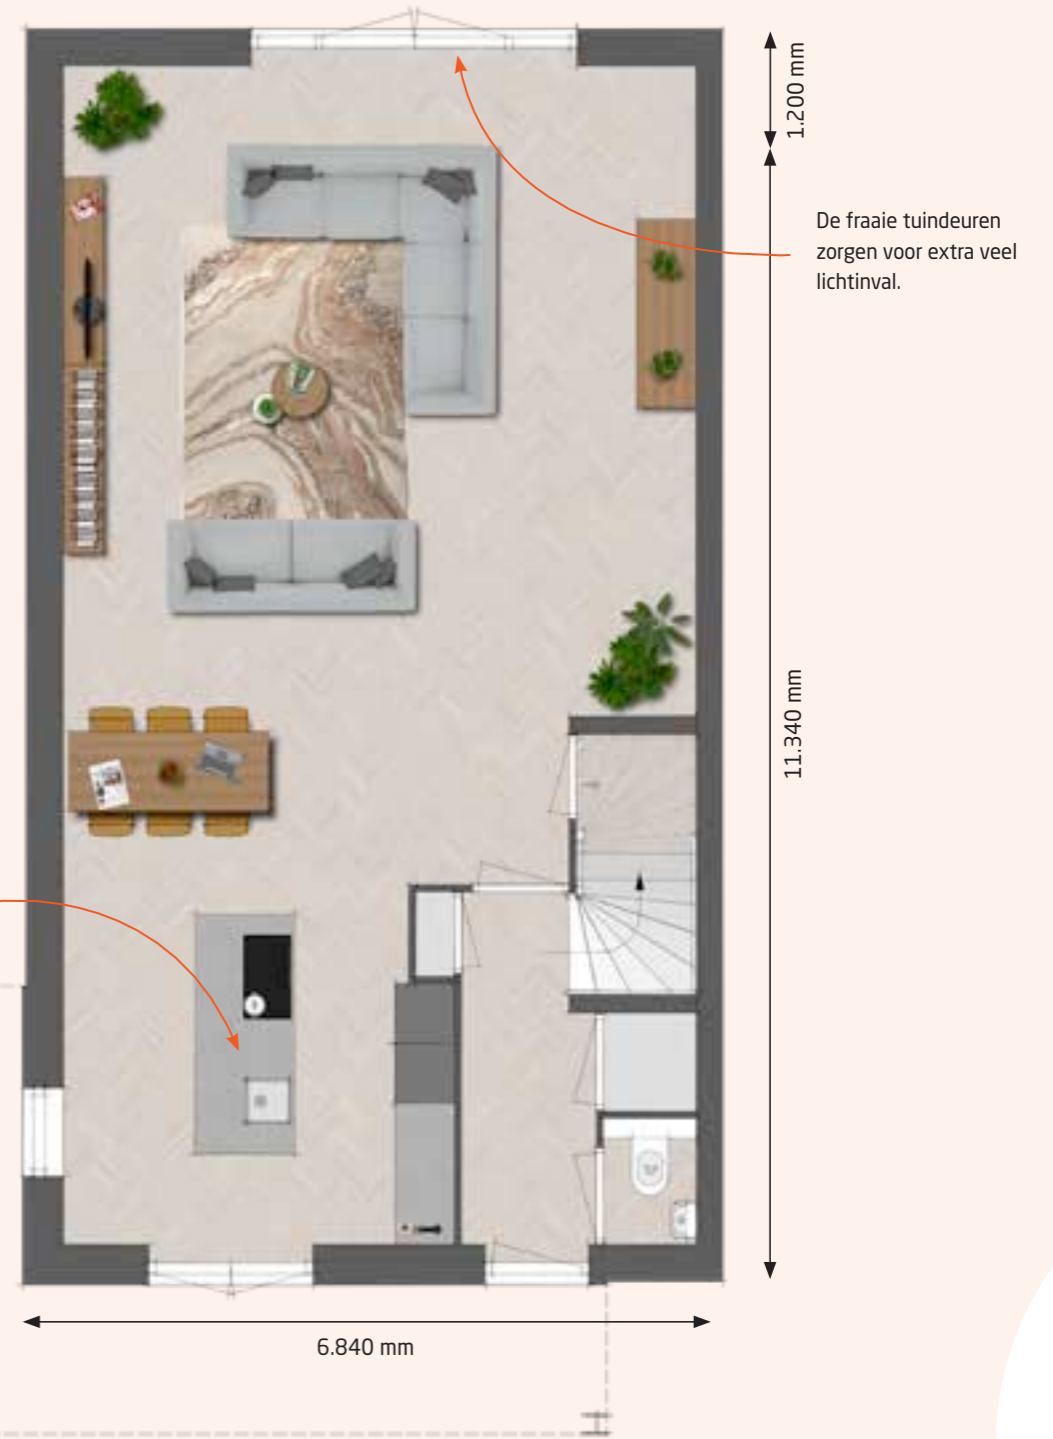 1.200 mm
De fraaie tuindeuren
zorgen voor extra veel
lichtinval.
11.340 mm
6.840 mm